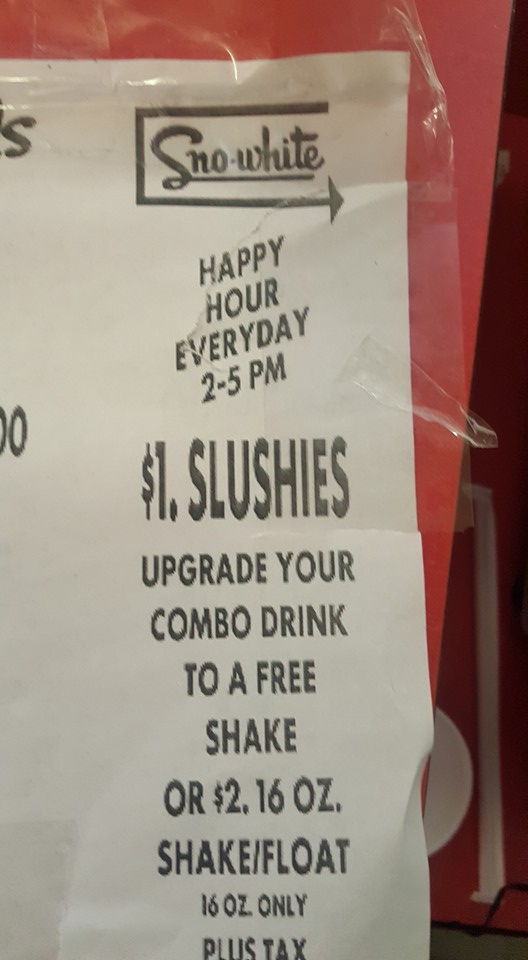 's
Sno-white
HAPPY
HOUR
EVERYDAY
2-5 PM
00
$1. SLUSHIES
UPGRADE YOUR
COMBO DRINK
TO A FREE
SHAKE
OR $2. 16 OZ.
SHAKE/FLOAT
16 OZ. ONLY
PLUS TAX